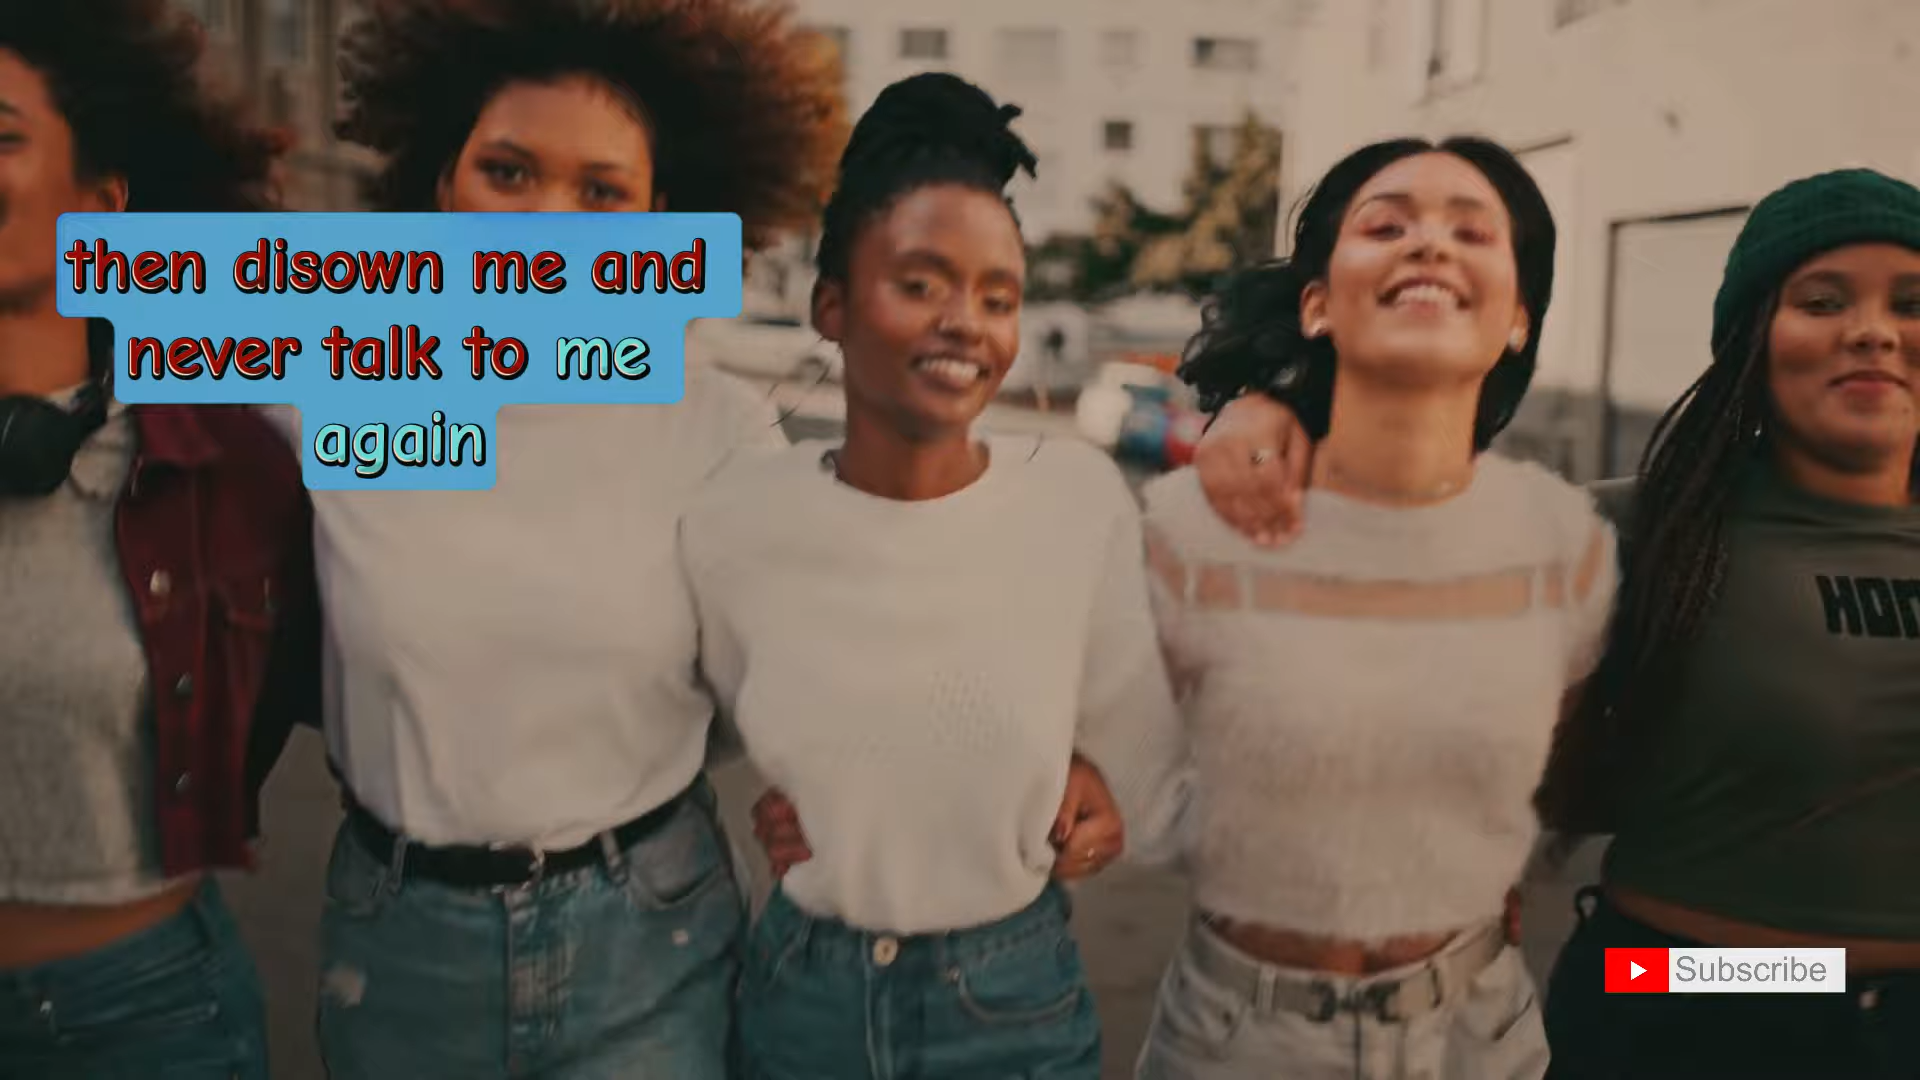 then disown me and
never talk to me
again
Subscribe